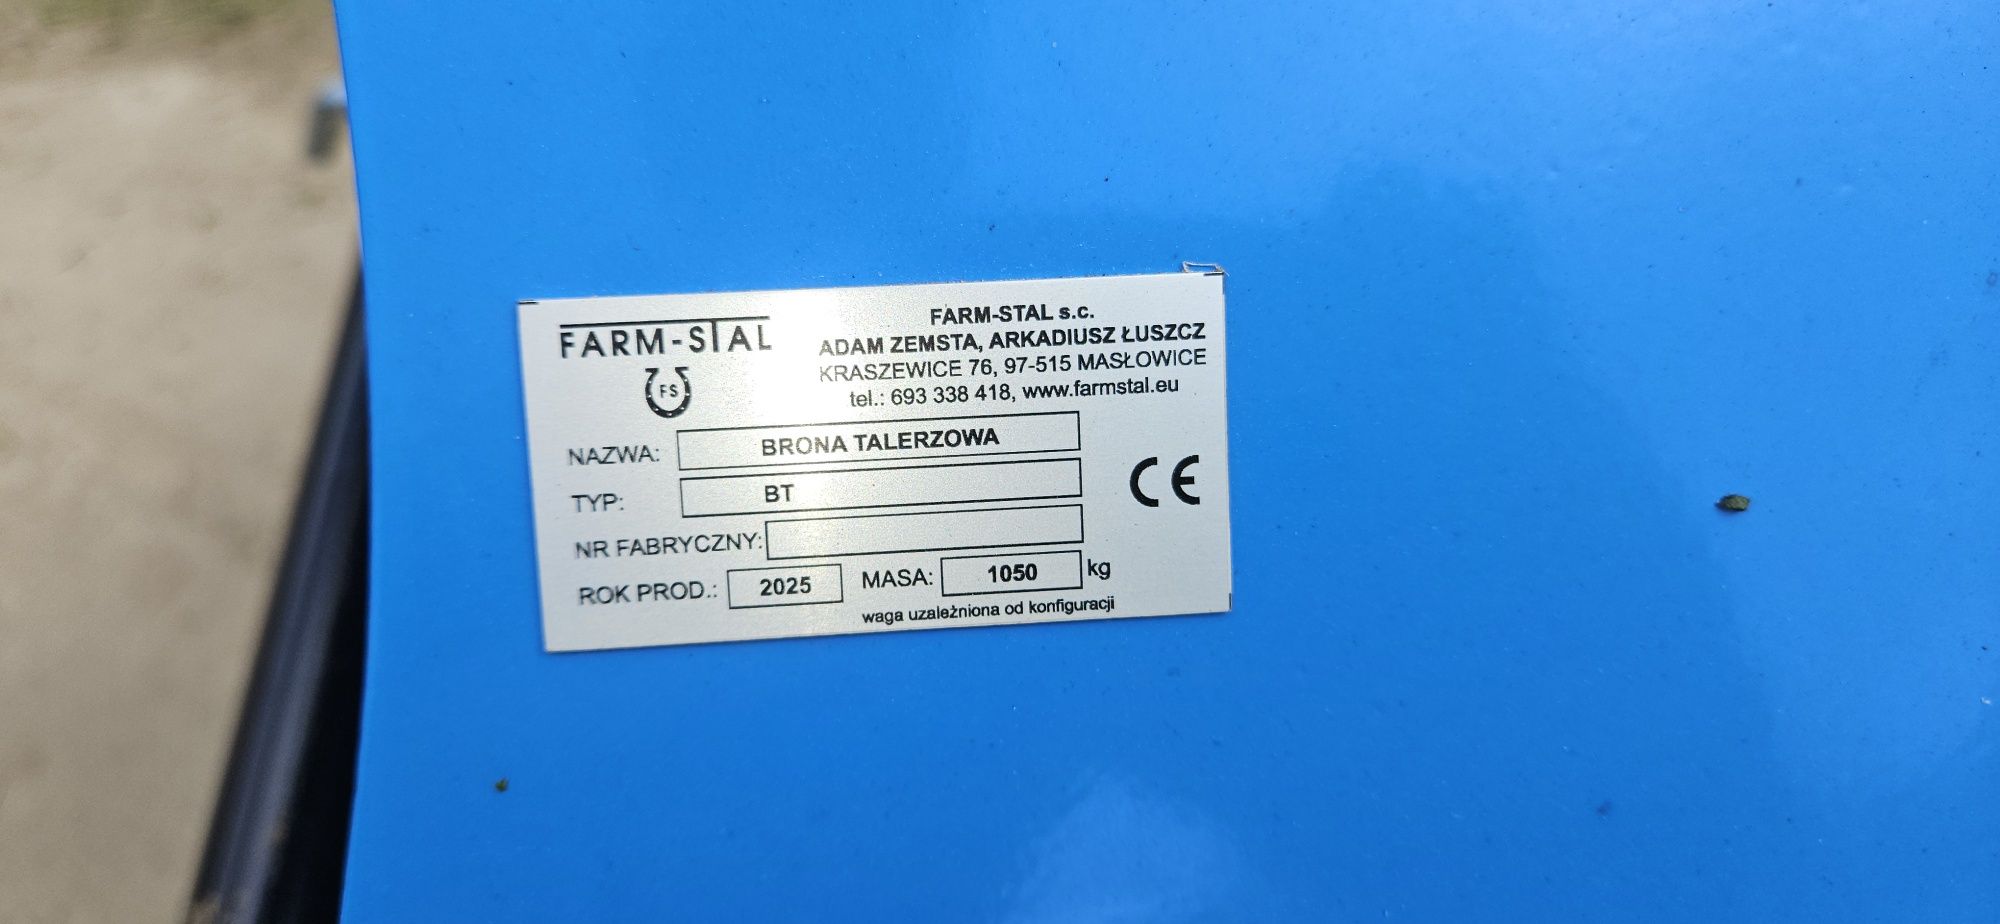 FARM-STAL
FS
FARM-STAL s.c.
ADAM ZEMSTA, ARKADIUSZ ŁUSZCZ
KRASZEWICE 76, 97-515 MASŁOWICE
tel.: 693 338 418, www.farmstal.eu
NAZWA: BRONA TALERZOWA
TYP: BT
CE
NR FABRYCZNY:
ROK PROD.: 2025 MASA: 1050 kg
waga uzależniona od konfiguracji